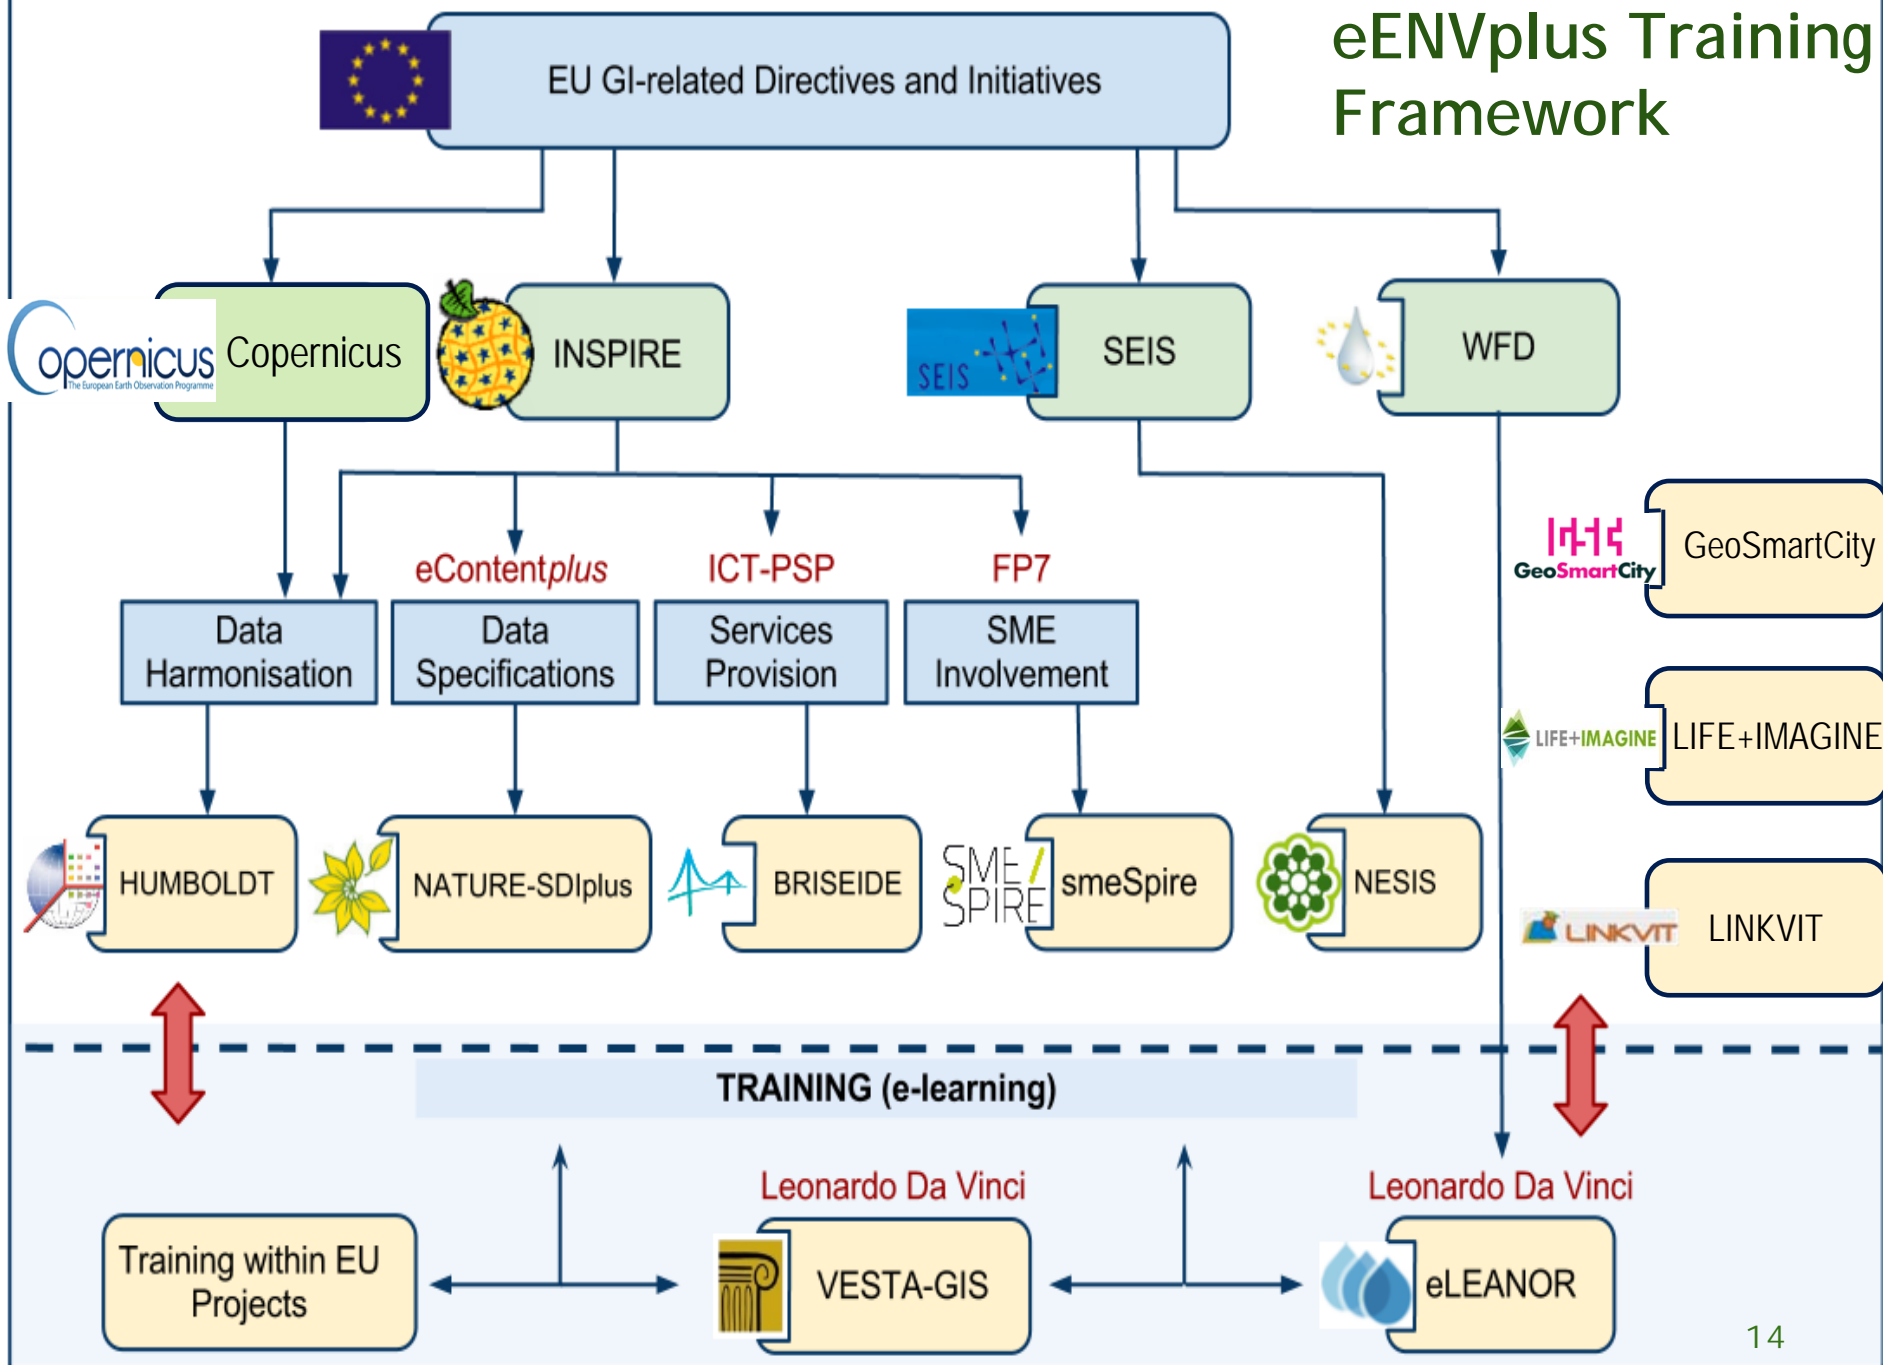 eENVplus Training
Framework
EU GI-related Directives and Initiatives
opernicus
The European Earth Observation Programme
Copernicus
INSPIRE
SEIS
SEIS
WFD
GeoSmartCity
GeoSmartCity
eContentplus
ICT-PSP
FP7
Data
Harmonisation
Data
Specifications
Services
Provision
SME
Involvement
LIFE+IMAGINE
LIFE+IMAGINE
HUMBOLDT
NATURE-SDIplus
BRISEIDE
SME/
SPIRE
smeSpire
NESIS
LINKVIT
LINKVIT
TRAINING (e-learning)
Leonardo Da Vinci
Leonardo Da Vinci
Training within EU
Projects
VESTA-GIS
eLEANOR
14